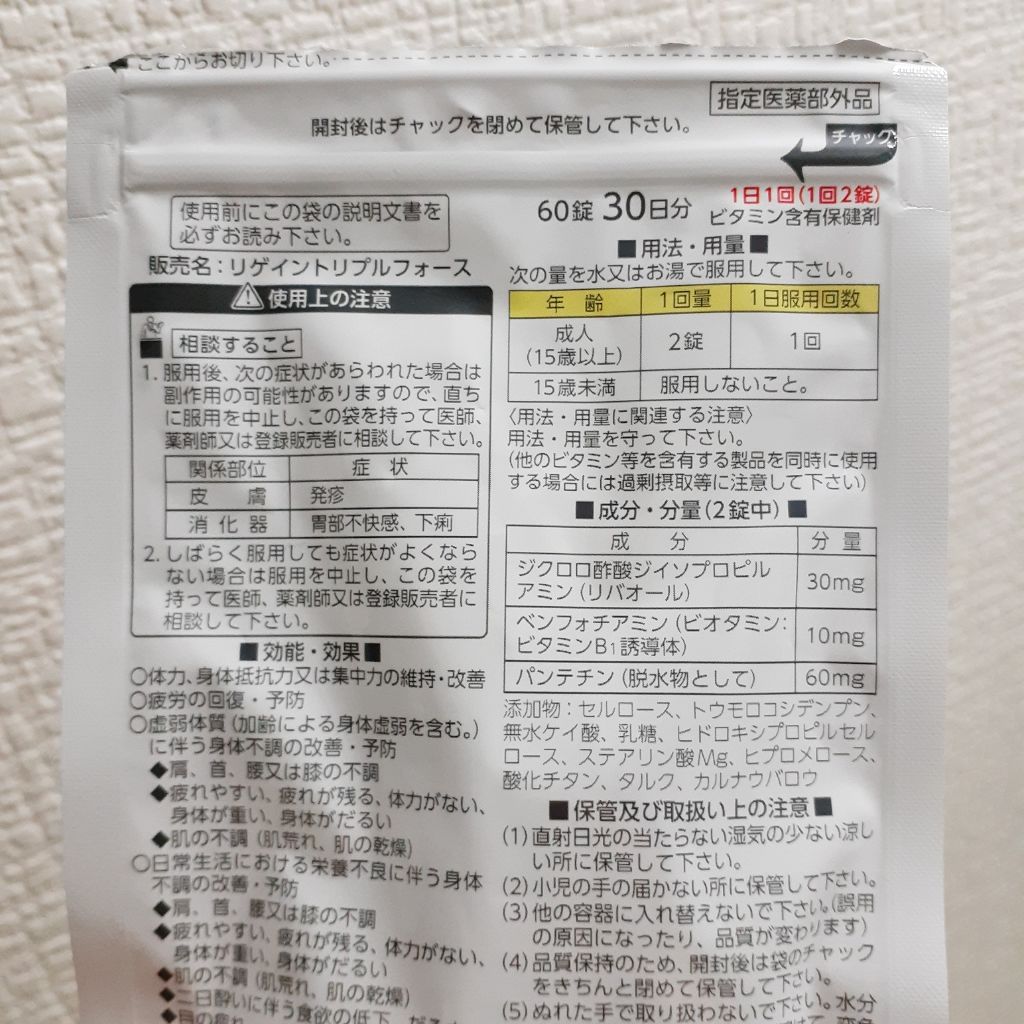 ここからお切り下さい。
指定医薬部外品
開封後はチャックを閉めて保管して下さい。
チャック
使用前にこの袋の説明文書を
必ずお読み下さい。
販売名：リゲイントリプルフォース
使用上の注意
相談すること
1. 服用後、次の症状があらわれた場合は
副作用の可能性がありますので、直ち
に服用を中止し、この袋を持って医師、
薬剤師又は登録販売者に相談して下さい。
関係部位 症状
皮膚 発疹
消化器 胃部不快感、下痢
2. しばらく服用しても症状がよくなら
ない場合は服用を中止し、この袋を
持って医師、薬剤師又は登録販売者に
相談して下さい。
■効能・効果■
○体力、身体抵抗力又は集中力の維持・改善
○疲労の回復・予防
○虚弱体質（加齢による身体虚弱を含む。）
に伴う身体不調の改善・予防
◆肩、首、腰又は膝の不調
◆疲れやすい、疲れが残る、体力がない、
身体が重い、身体がだるい
◆肌の不調（肌荒れ、肌の乾燥）
○日常生活における栄養不良に伴う身体
不調の改善・予防
◆肩、首、腰又は膝の不調
◆疲れやすい、疲れが残る、体力がない、
身体が重い、身体がだるい
◆肌の不調（肌荒れ、肌の乾燥）
◆二日酔いに伴う食欲の低下、だる
◆目の疲れ
60錠 30日分
1日1回（1回2錠）
ビタミン含有保健剤
■用法・用量■
次の量を水又はお湯で服用して下さい。
年齢 1回量 1日服用回数
成人
（15歳以上） 2錠 1回
15歳未満 服用しないこと。
〈用法・用量に関連する注意〉
用法・用量を守って下さい。
（他のビタミン等を含有する製品を同時に使用
する場合には過剰摂取等に注意して下さい）
■成分・分量（2錠中）■
成分 分量
ジクロロ酢酸ジイソプロピル
アミン（リバオール） 30mg
ベンフォチアミン（ビオタミン：
ビタミンB1誘導体） 10mg
パンテチン（脱水物として） 60mg
添加物：セルロース、トウモロコシデンプン、
無水ケイ酸、乳糖、ヒドロキシプロピルセル
ロース、ステアリン酸Mg、ヒプロメロース、
酸化チタン、タルク、カルナウバロウ
■保管及び取扱い上の注意■
(1)直射日光の当たらない湿気の少ない涼し
い所に保管して下さい。
(2)小児の手の届かない所に保管して下さい。
(3)他の容器に入れ替えないで下さい。（誤用
の原因になったり、品質が変わります）
(4)品質保持のため、開封後は袋のチャック
をきちんと閉めて保管して下さい。
(5)ぬれた手で取り扱わないで下さい。水分